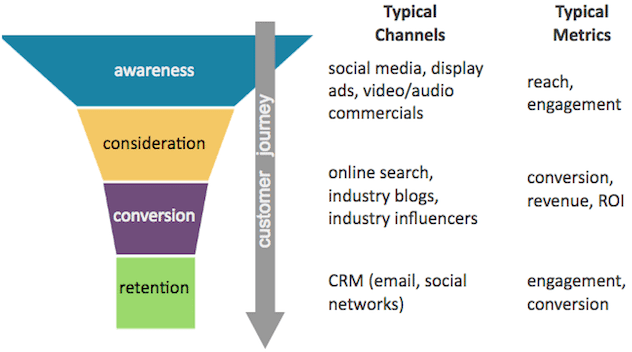 Typical
Channels
Typical
Metrics
awareness
social media, display
ads, video/audio
commercials
reach,
engagement
consideration
customer journey
online search,
industry blogs,
industry influencers
conversion,
revenue, ROI
conversion
retention
CRM (email, social
networks)
engagement,
conversion